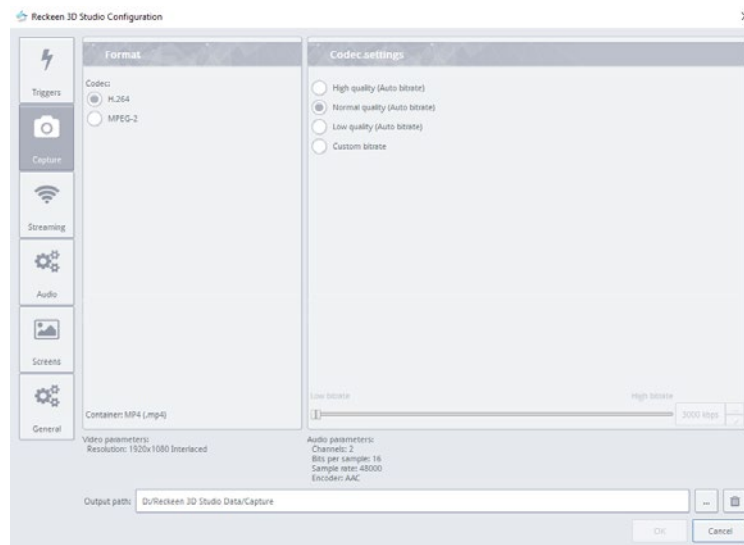 Reckeen 3D Studio Configuration
Triggers
Capture
Streaming
Audio
Screens
General
Format
Codec:
H.264
MPEG-2
Container: MP4 (.mp4)
Codec settings
High quality (Auto bitrate)
Normal quality (Auto bitrate)
Low quality (Auto bitrate)
Custom bitrate
Low bitrate
High bitrate
3000 kbps
Video parameters:
Resolution: 1920x1080 Interlaced
Audio parameters:
Channels: 2
Bits per sample: 16
Sample rate: 48000
Encoder: AAC
Output path:
D:/Reckeen 3D Studio Data/Capture
...
OK
Cancel